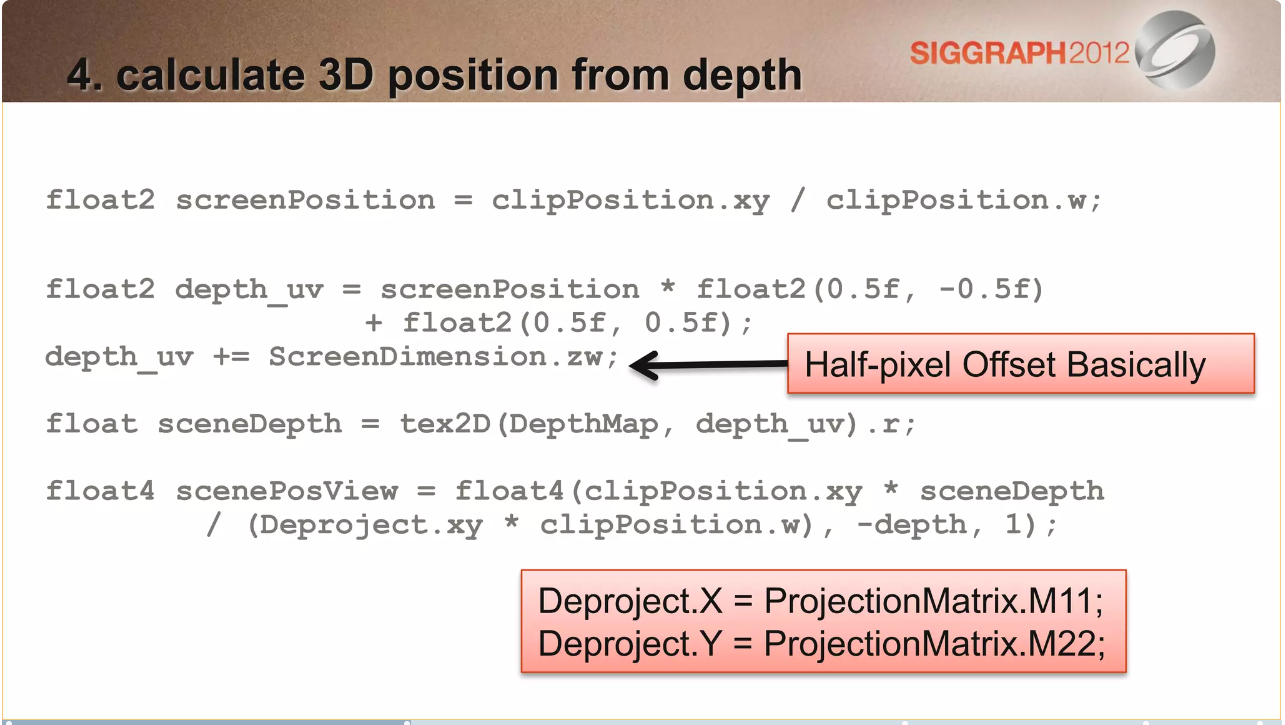 4. calculate 3D position from depth
SIGGRAPH2012
float2 screenPosition = clipPosition.xy / clipPosition.w;
float2 depth_uv = screenPosition * float2(0.5f, -0.5f)
+ float2(0.5f, 0.5f);
depth_uv += ScreenDimension.zw;
Half-pixel Offset Basically
float sceneDepth = tex2D(DepthMap, depth_uv).r;
float4 scenePosView = float4(clipPosition.xy * sceneDepth
/ (Deproject.xy * clipPosition.w), -depth, 1);
Deproject.X = ProjectionMatrix.M11;
Deproject.Y = ProjectionMatrix.M22;